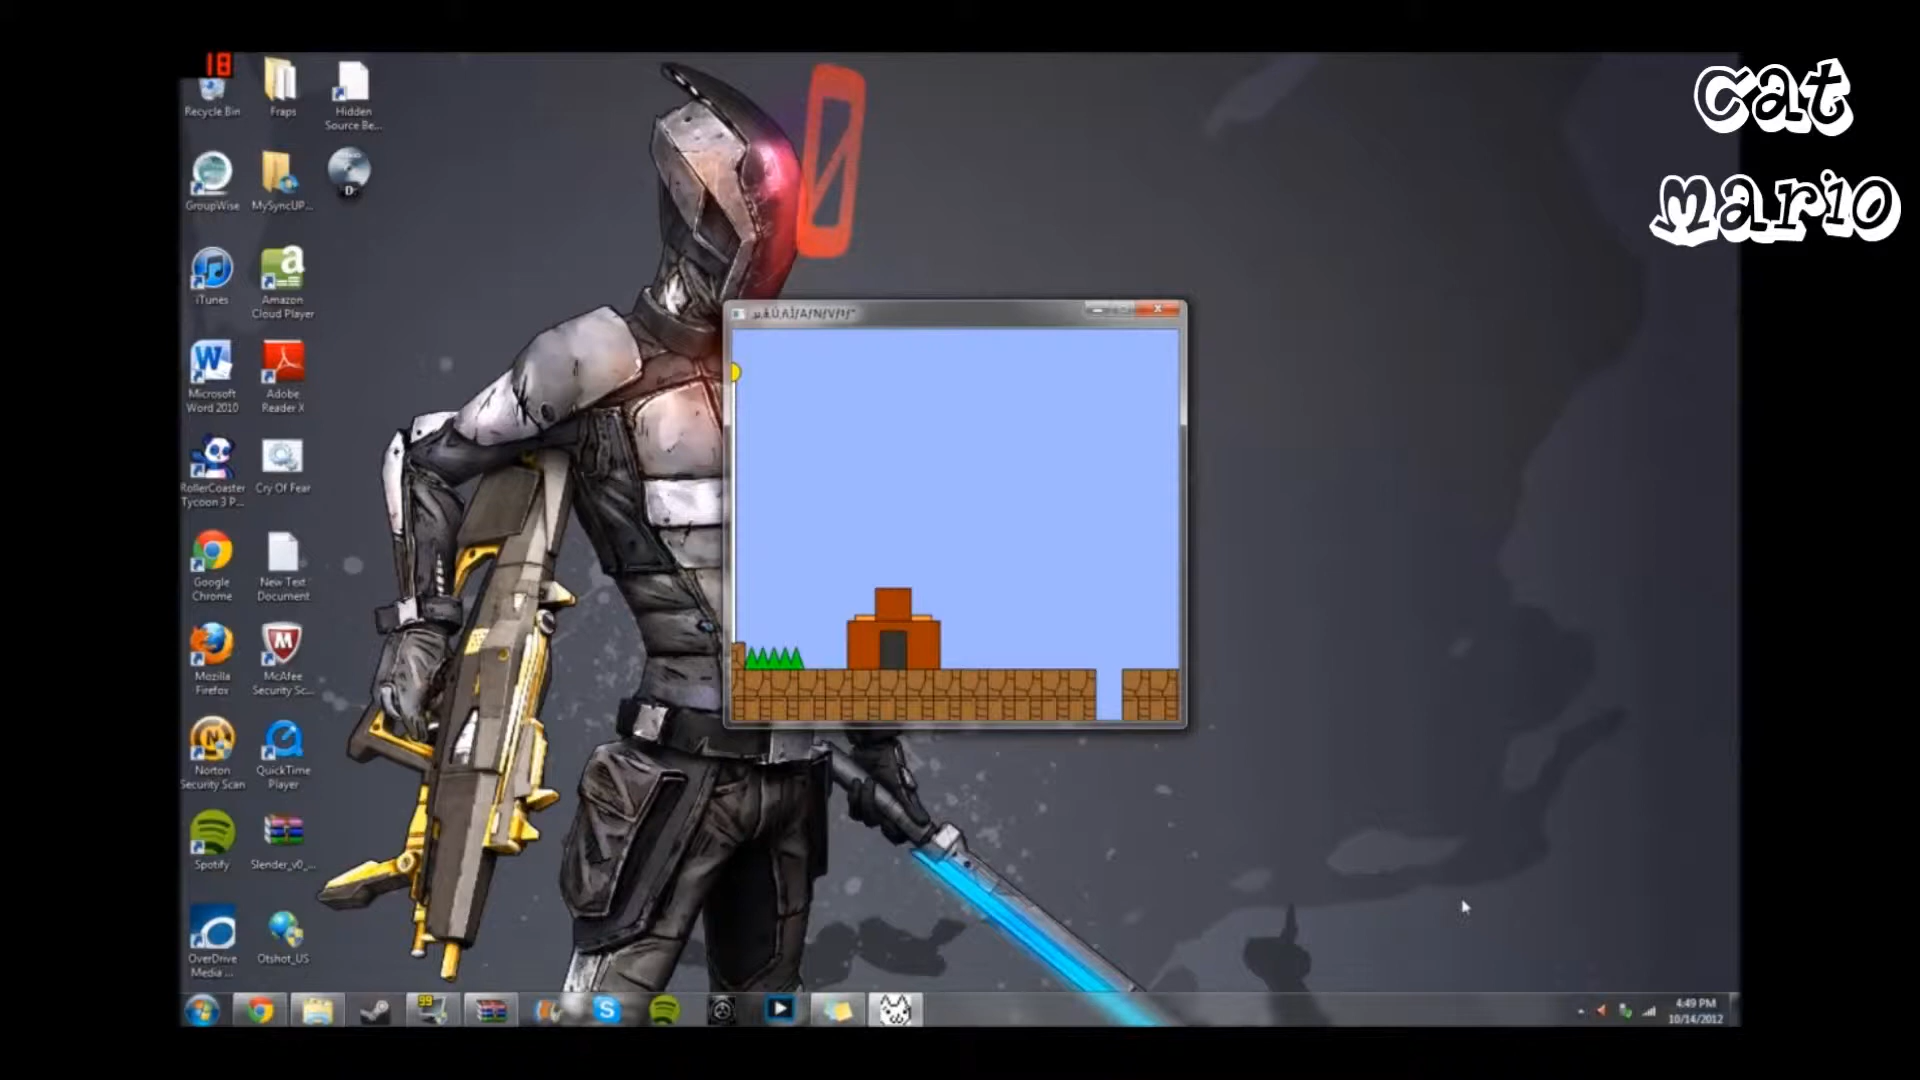 cat
mario
18
Recycle Bin
Fraps
Hidden
Source Be...
GroupWise
MySyncUP...
D:
iTunes
Amazon
Cloud Player
Microsoft
Word 2010
Adobe
Reader X
RollerCoaster
Tycoon 3 P...
Cry Of Fear
Google
Chrome
New Text
Document
Mozilla
Firefox
McAfee
Security Sc...
Norton
Security Scan
QuickTime
Player
Spotify
Slender_v0_...
OverDrive
Media ...
Otshot_US
99
4:49 PM
10/14/2012